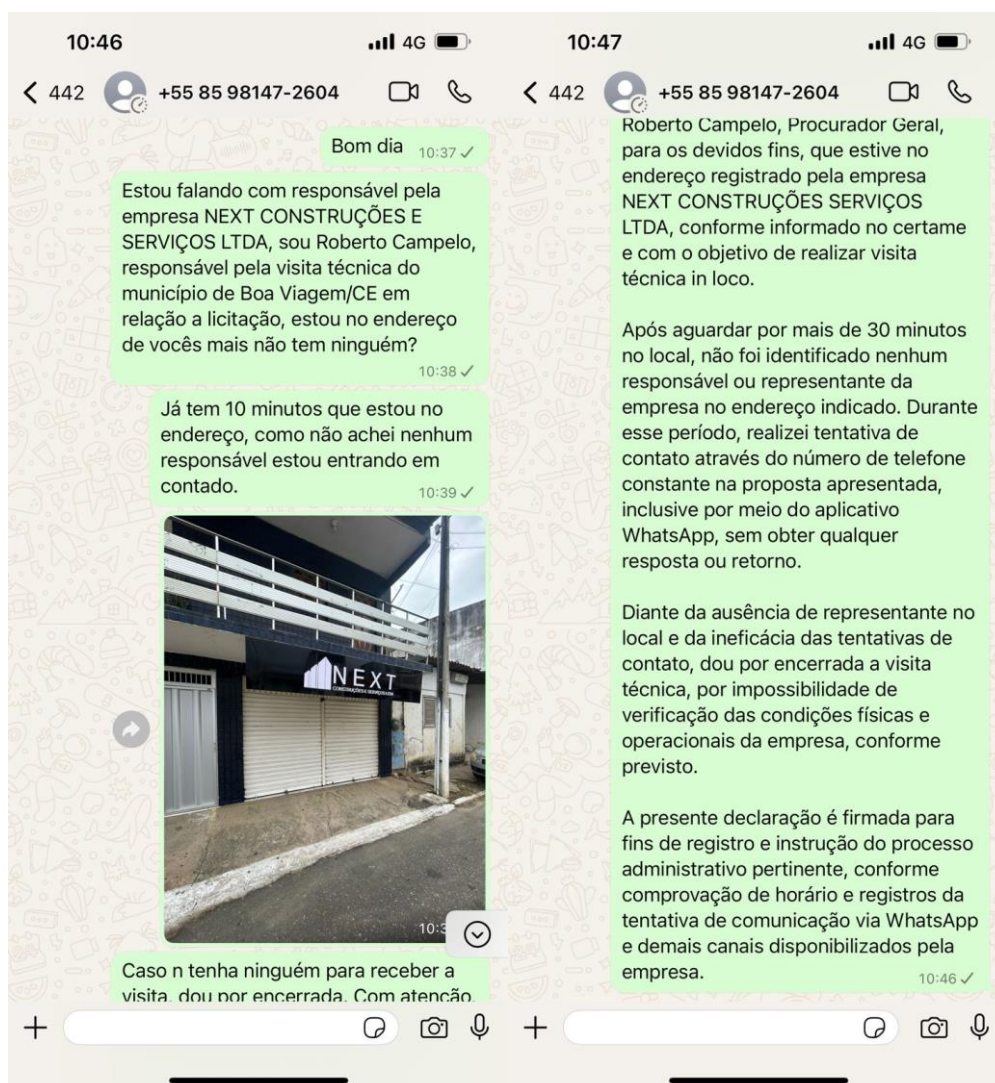 10:46
4G
442
+55 85 98147-2604
Bom dia 10:37
Estou falando com responsável pela
empresa NEXT CONSTRUÇÕES E
SERVIÇOS LTDA, sou Roberto Campelo,
responsável pela visita técnica do
município de Boa Viagem/CE em
relação a licitação, estou no endereço
de vocês mais não tem ninguém?
10:38
Já tem 10 minutos que estou no
endereço, como não achei nenhum
responsável estou entrando em
contado. 10:39
NEXT
CONSTRUÇÕES E SERVIÇOS LTDA
Caso n tenha ninguém para receber a
visita, dou por encerrada. Com atenção,
10:47
4G
442
+55 85 98147-2604
Roberto Campelo, Procurador Geral,
para os devidos fins, que estive no
endereço registrado pela empresa
NEXT CONSTRUÇÕES SERVIÇOS
LTDA, conforme informado no certame
e com o objetivo de realizar visita
técnica in loco.
Após aguardar por mais de 30 minutos
no local, não foi identificado nenhum
responsável ou representante da
empresa no endereço indicado. Durante
esse período, realizei tentativa de
contato através do número de telefone
constante na proposta apresentada,
inclusive por meio do aplicativo
WhatsApp, sem obter qualquer
resposta ou retorno.
Diante da ausência de representante no
local e da ineficácia das tentativas de
contato, dou por encerrada a visita
técnica, por impossibilidade de
verificação das condições físicas e
operacionais da empresa, conforme
previsto.
A presente declaração é firmada para
fins de registro e instrução do processo
administrativo pertinente, conforme
comprovação de horário e registros da
tentativa de comunicação via WhatsApp
e demais canais disponibilizados pela
empresa. 10:46